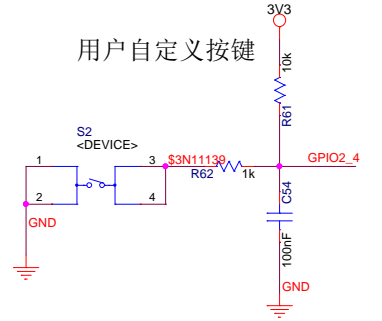 3V3
用户自定义按键
10k
R61
S2
<DEVICE>
1
3
$3N11139
GPIO2_4
R62
1k
2
4
C54
GND
100nF
GND